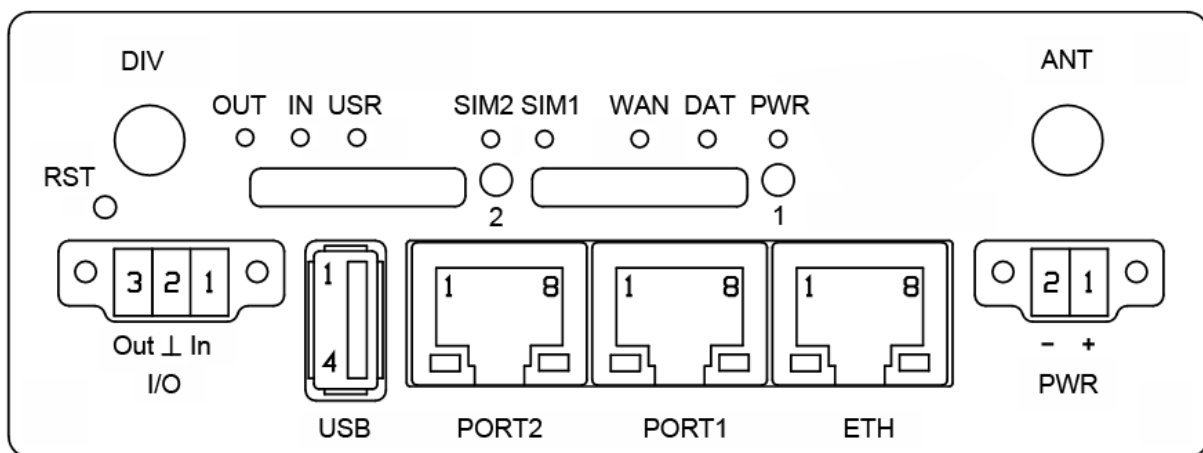 DIV
ANT
OUT IN USR SIM2 SIM1 WAN DAT PWR
RST
2 1
3 2 1
1
4
1 8
1 8
1 8
2 1
Out ⊥ In
- +
I/O
PWR
USB PORT2 PORT1 ETH